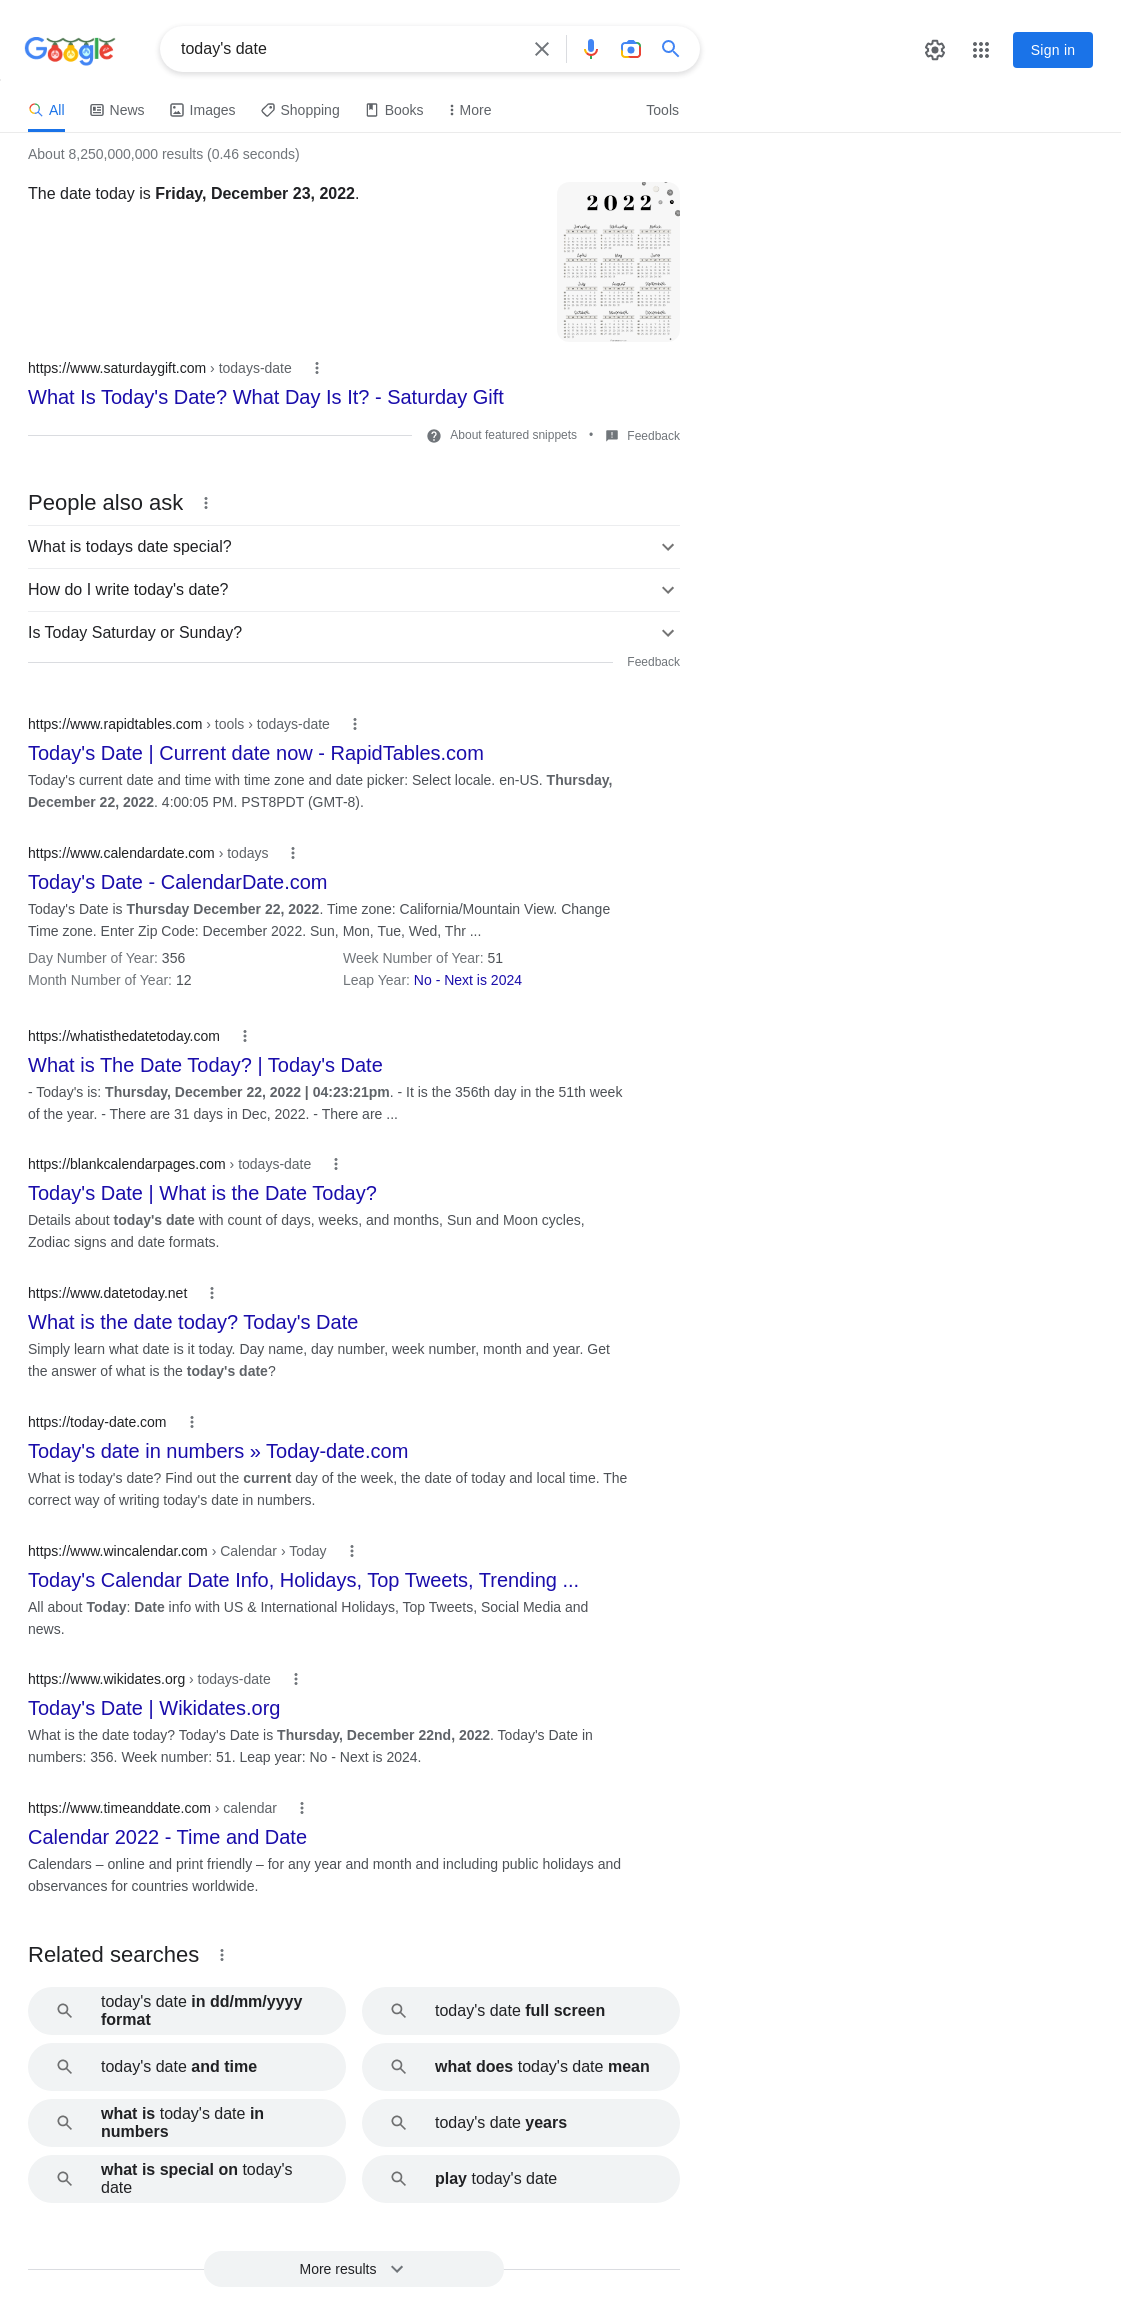 Google
today's date
Sign in
All
News
Images
Shopping
Books
More
Tools
About 8,250,000,000 results (0.46 seconds)
The date today is Friday, December 23, 2022.
2022
https://www.saturdaygift.com › todays-date
What Is Today's Date? What Day Is It? - Saturday Gift
About featured snippets • Feedback
People also ask
What is todays date special?
How do I write today's date?
Is Today Saturday or Sunday?
Feedback
https://www.rapidtables.com › tools › todays-date
Today's Date | Current date now - RapidTables.com
Today's current date and time with time zone and date picker: Select locale. en-US. Thursday,
December 22, 2022. 4:00:05 PM. PST8PDT (GMT-8).
https://www.calendardate.com › todays
Today's Date - CalendarDate.com
Today's Date is Thursday December 22, 2022. Time zone: California/Mountain View. Change
Time zone. Enter Zip Code: December 2022. Sun, Mon, Tue, Wed, Thr ...
Day Number of Year: 356
Week Number of Year: 51
Month Number of Year: 12
Leap Year: No - Next is 2024
https://whatisthedatetoday.com
What is The Date Today? | Today's Date
- Today's is: Thursday, December 22, 2022 | 04:23:21pm. - It is the 356th day in the 51th week
of the year. - There are 31 days in Dec, 2022. - There are ...
https://blankcalendarpages.com › todays-date
Today's Date | What is the Date Today?
Details about today's date with count of days, weeks, and months, Sun and Moon cycles,
Zodiac signs and date formats.
https://www.datetoday.net
What is the date today? Today's Date
Simply learn what date is it today. Day name, day number, week number, month and year. Get
the answer of what is the today's date?
https://today-date.com
Today's date in numbers » Today-date.com
What is today's date? Find out the current day of the week, the date of today and local time. The
correct way of writing today's date in numbers.
https://www.wincalendar.com › Calendar › Today
Today's Calendar Date Info, Holidays, Top Tweets, Trending ...
All about Today: Date info with US & International Holidays, Top Tweets, Social Media and
news.
https://www.wikidates.org › todays-date
Today's Date | Wikidates.org
What is the date today? Today's Date is Thursday, December 22nd, 2022. Today's Date in
numbers: 356. Week number: 51. Leap year: No - Next is 2024.
https://www.timeanddate.com › calendar
Calendar 2022 - Time and Date
Calendars – online and print friendly – for any year and month and including public holidays and
observances for countries worldwide.
Related searches
today's date in dd/mm/yyyy
format
today's date full screen
today's date and time
what does today's date mean
what is today's date in
numbers
today's date years
what is special on today's
date
play today's date
More results